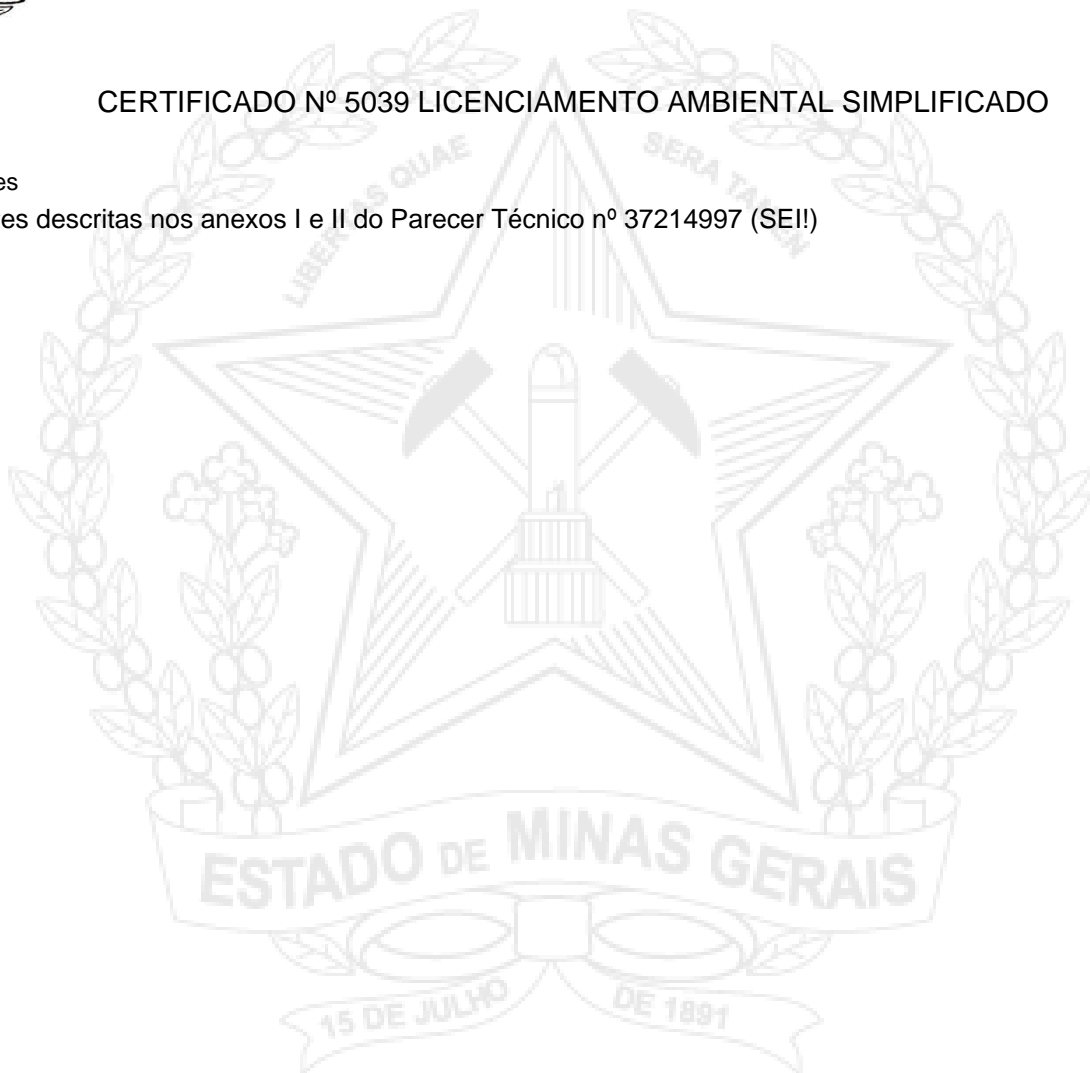 CERTIFICADO Nº 5039 LICENCIAMENTO AMBIENTAL SIMPLIFICADO
es
es descritas nos anexos I e II do Parecer Técnico nº 37214997 (SEI!)
LIBERTAS QUAE SERA TAMEN
ESTADO DE MINAS GERAIS
15 DE JULHO DE 1891